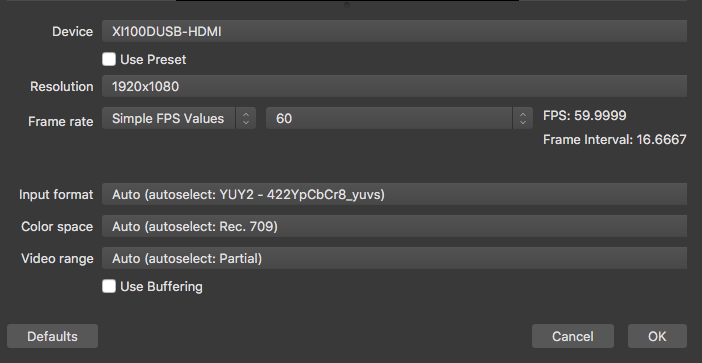 Device XI100DUSB-HDMI
Use Preset
Resolution 1920x1080
Frame rate Simple FPS Values 60 FPS: 59.9999
Frame Interval: 16.6667
Input format Auto (autoselect: YUY2 - 422YpCbCr8_yuvs)
Color space Auto (autoselect: Rec. 709)
Video range Auto (autoselect: Partial)
Use Buffering
Defaults Cancel OK